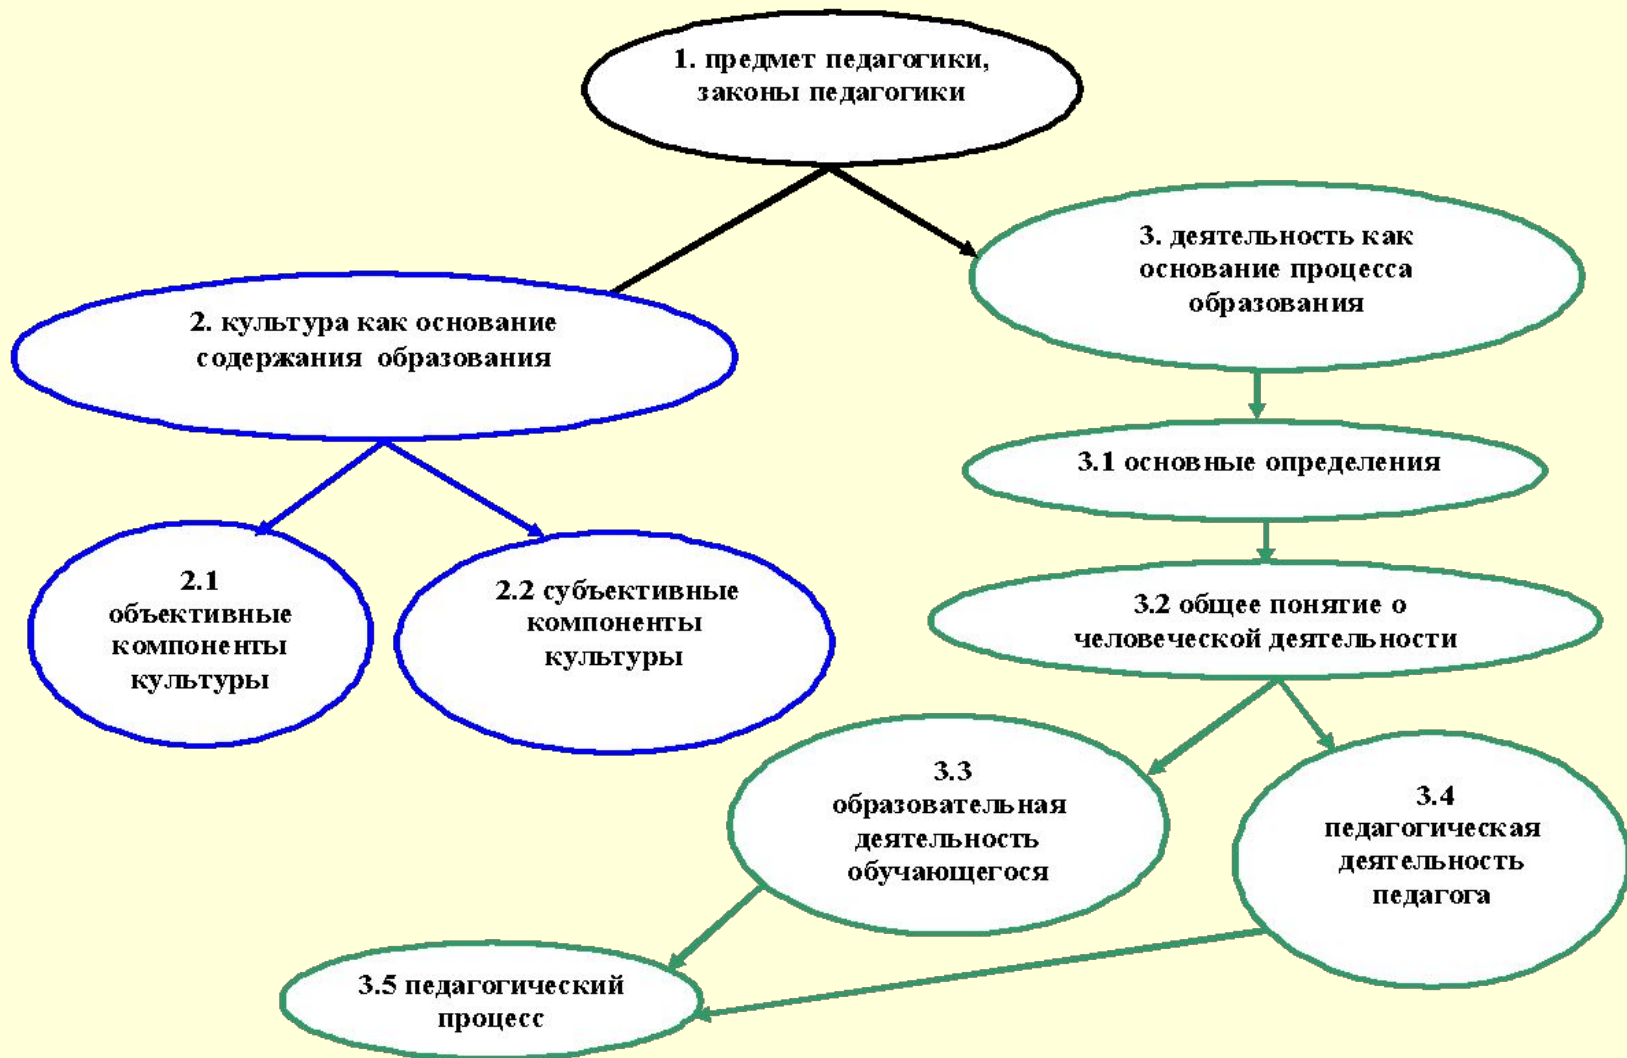 1. предмет педагогики,
законы педагогики
2. культура как основание
содержания образования
2.1
объективные
компоненты
культуры
2.2 субъективные
компоненты
культуры
3. деятельность как
основание процесса
образования
3.1 основные определения
3.2 общее понятие о
человеческой деятельности
3.3
образовательная
деятельность
обучающегося
3.4
педагогическая
деятельность
педагога
3.5 педагогический
процесс